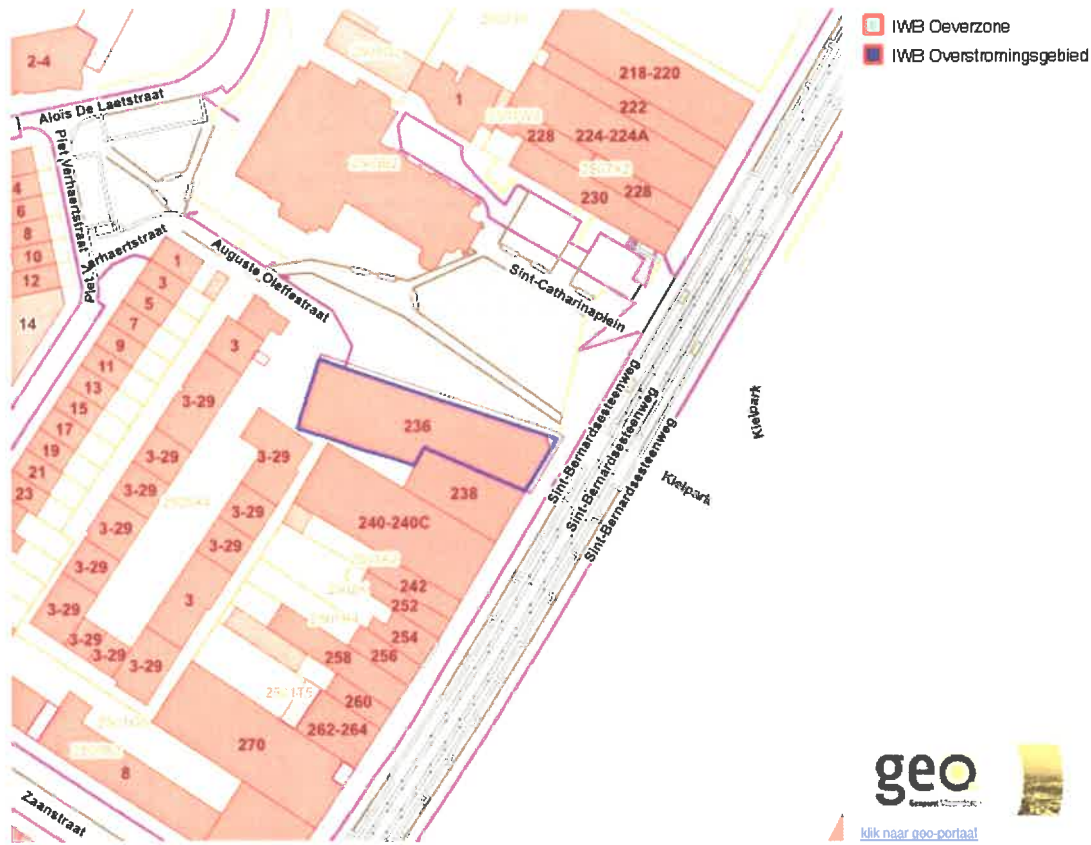 IWB Oeverzone
IWB Overstromingsgebied
2-4
Aloïs De Laetstraat
Piet Verhaertstraat
Piet Verhaertstraat
4
6
8
10
12
14
1
218-220
222
224-224A
228
228
230
1
3
5
7
9
11
13
15
17
19
21
23
Auguste Oleffestraat
Sint-Catharinaplein
3
3-29
3-29
3-29
3-29
3-29
3-29
3-29
3-29
3-29
3-29
3-29
3-29
3
236
238
240-240C
242
252
254
256
258
260
262-264
270
8
Sint-Bernardsesteenweg
Sint-Bernardsesteenweg
Sint-Bernardsesteenweg
Kielpark
Kielpark
Zaanstraat
geo
Geopunt Vlaanderen
klik naar geo-portaal